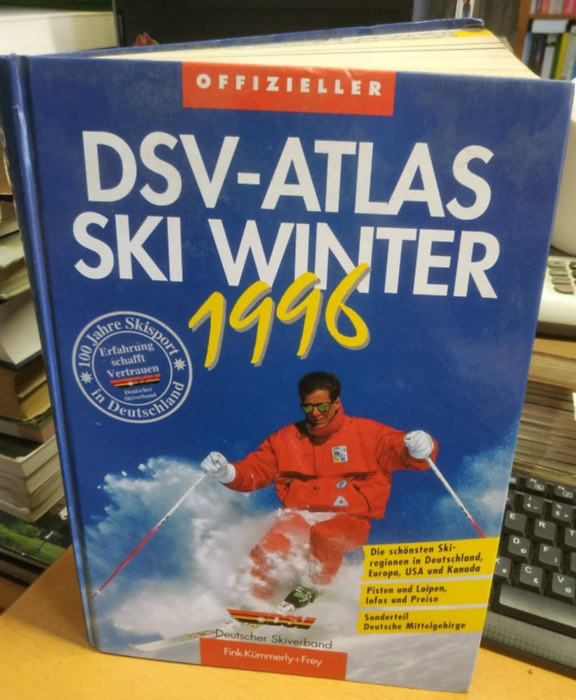 OFFIZIELLER
DSV-ATLAS
SKI WINTER
1996
100 Jahre Skisport
Erfahrung
schafft
Vertrauen
Deutscher
Skiverband
in Deutschland
Die schönsten Ski-
regionen in Deutschland,
Europa, USA und Kanada
Pisten und Loipen,
Infos und Preise
Sonderteil
Deutsche Mittelgebirge
DSV
Deutscher Skiverband
Fink-Kümmerly+Frey